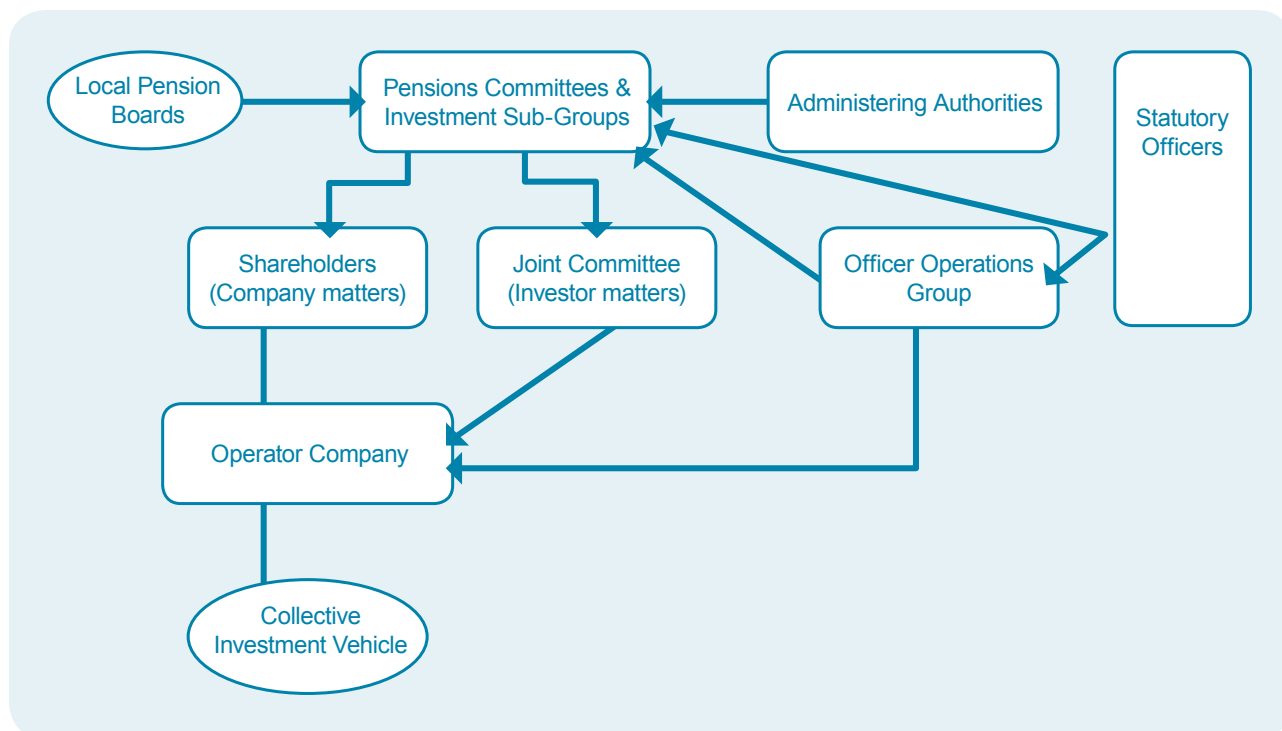 Local Pension
Boards
Pensions Committees &
Investment Sub-Groups
Administering Authorities
Statutory
Officers
Shareholders
(Company matters)
Joint Committee
(Investor matters)
Officer Operations
Group
Operator Company
Collective
Investment Vehicle